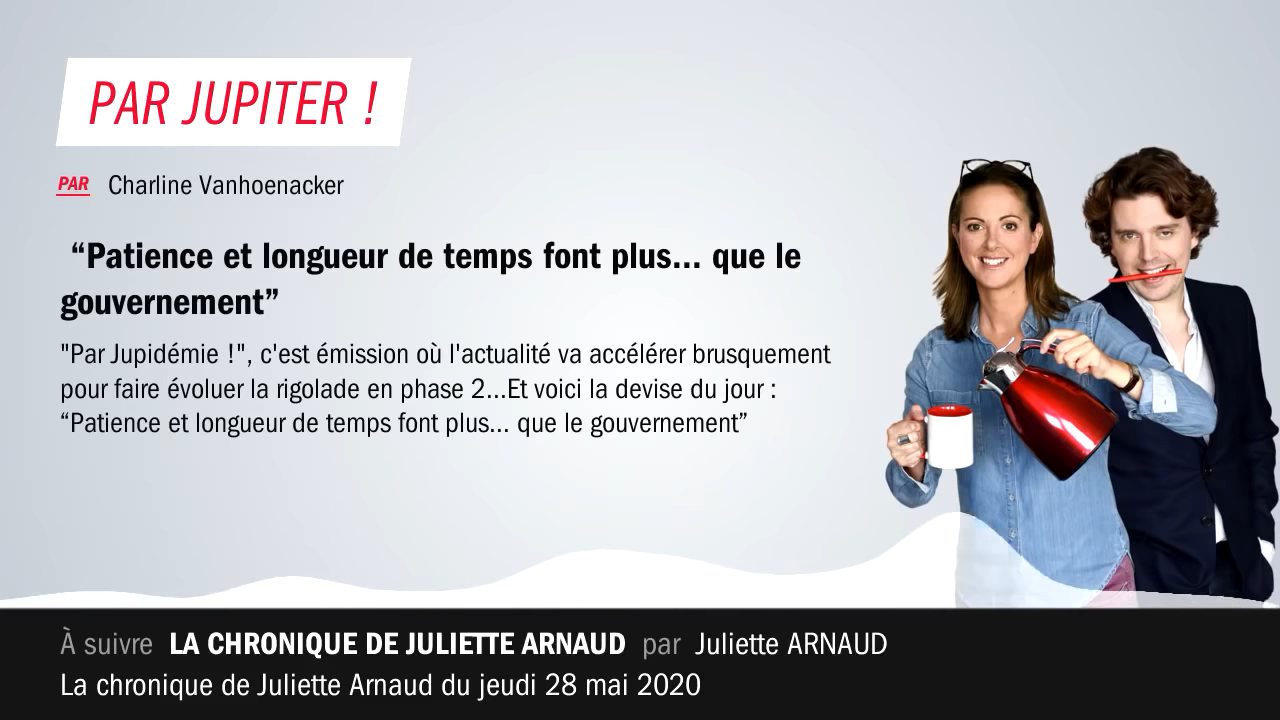 PAR JUPITER !
PAR Charline Vanhoenacker
“Patience et longueur de temps font plus... que le
gouvernement”
"Par Jupidémie !", c'est émission où l'actualité va accélérer brusquement
pour faire évoluer la rigolade en phase 2...Et voici la devise du jour :
“Patience et longueur de temps font plus... que le gouvernement”
À suivre LA CHRONIQUE DE JULIETTE ARNAUD par Juliette ARNAUD
La chronique de Juliette Arnaud du jeudi 28 mai 2020